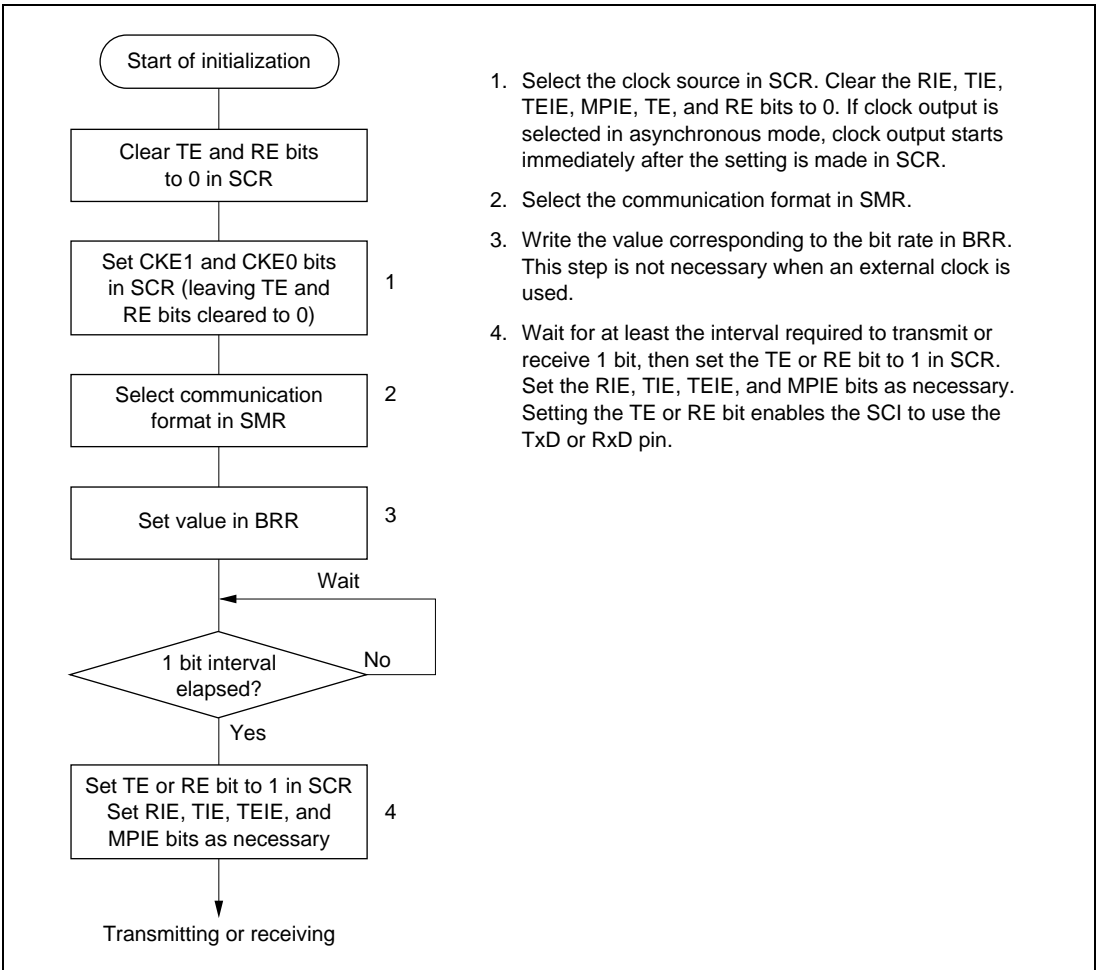 Start of initialization
Clear TE and RE bits
to 0 in SCR
Set CKE1 and CKE0 bits
in SCR (leaving TE and
RE bits cleared to 0)
1
Select communication
format in SMR
2
Set value in BRR
3
Wait
1 bit interval
elapsed?
No
Yes
Set TE or RE bit to 1 in SCR
Set RIE, TIE, TEIE, and
MPIE bits as necessary
4
Transmitting or receiving
1. Select the clock source in SCR. Clear the RIE, TIE,
TEIE, MPIE, TE, and RE bits to 0. If clock output is
selected in asynchronous mode, clock output starts
immediately after the setting is made in SCR.
2. Select the communication format in SMR.
3. Write the value corresponding to the bit rate in BRR.
This step is not necessary when an external clock is
used.
4. Wait for at least the interval required to transmit or
receive 1 bit, then set the TE or RE bit to 1 in SCR.
Set the RIE, TIE, TEIE, and MPIE bits as necessary.
Setting the TE or RE bit enables the SCI to use the
TxD or RxD pin.